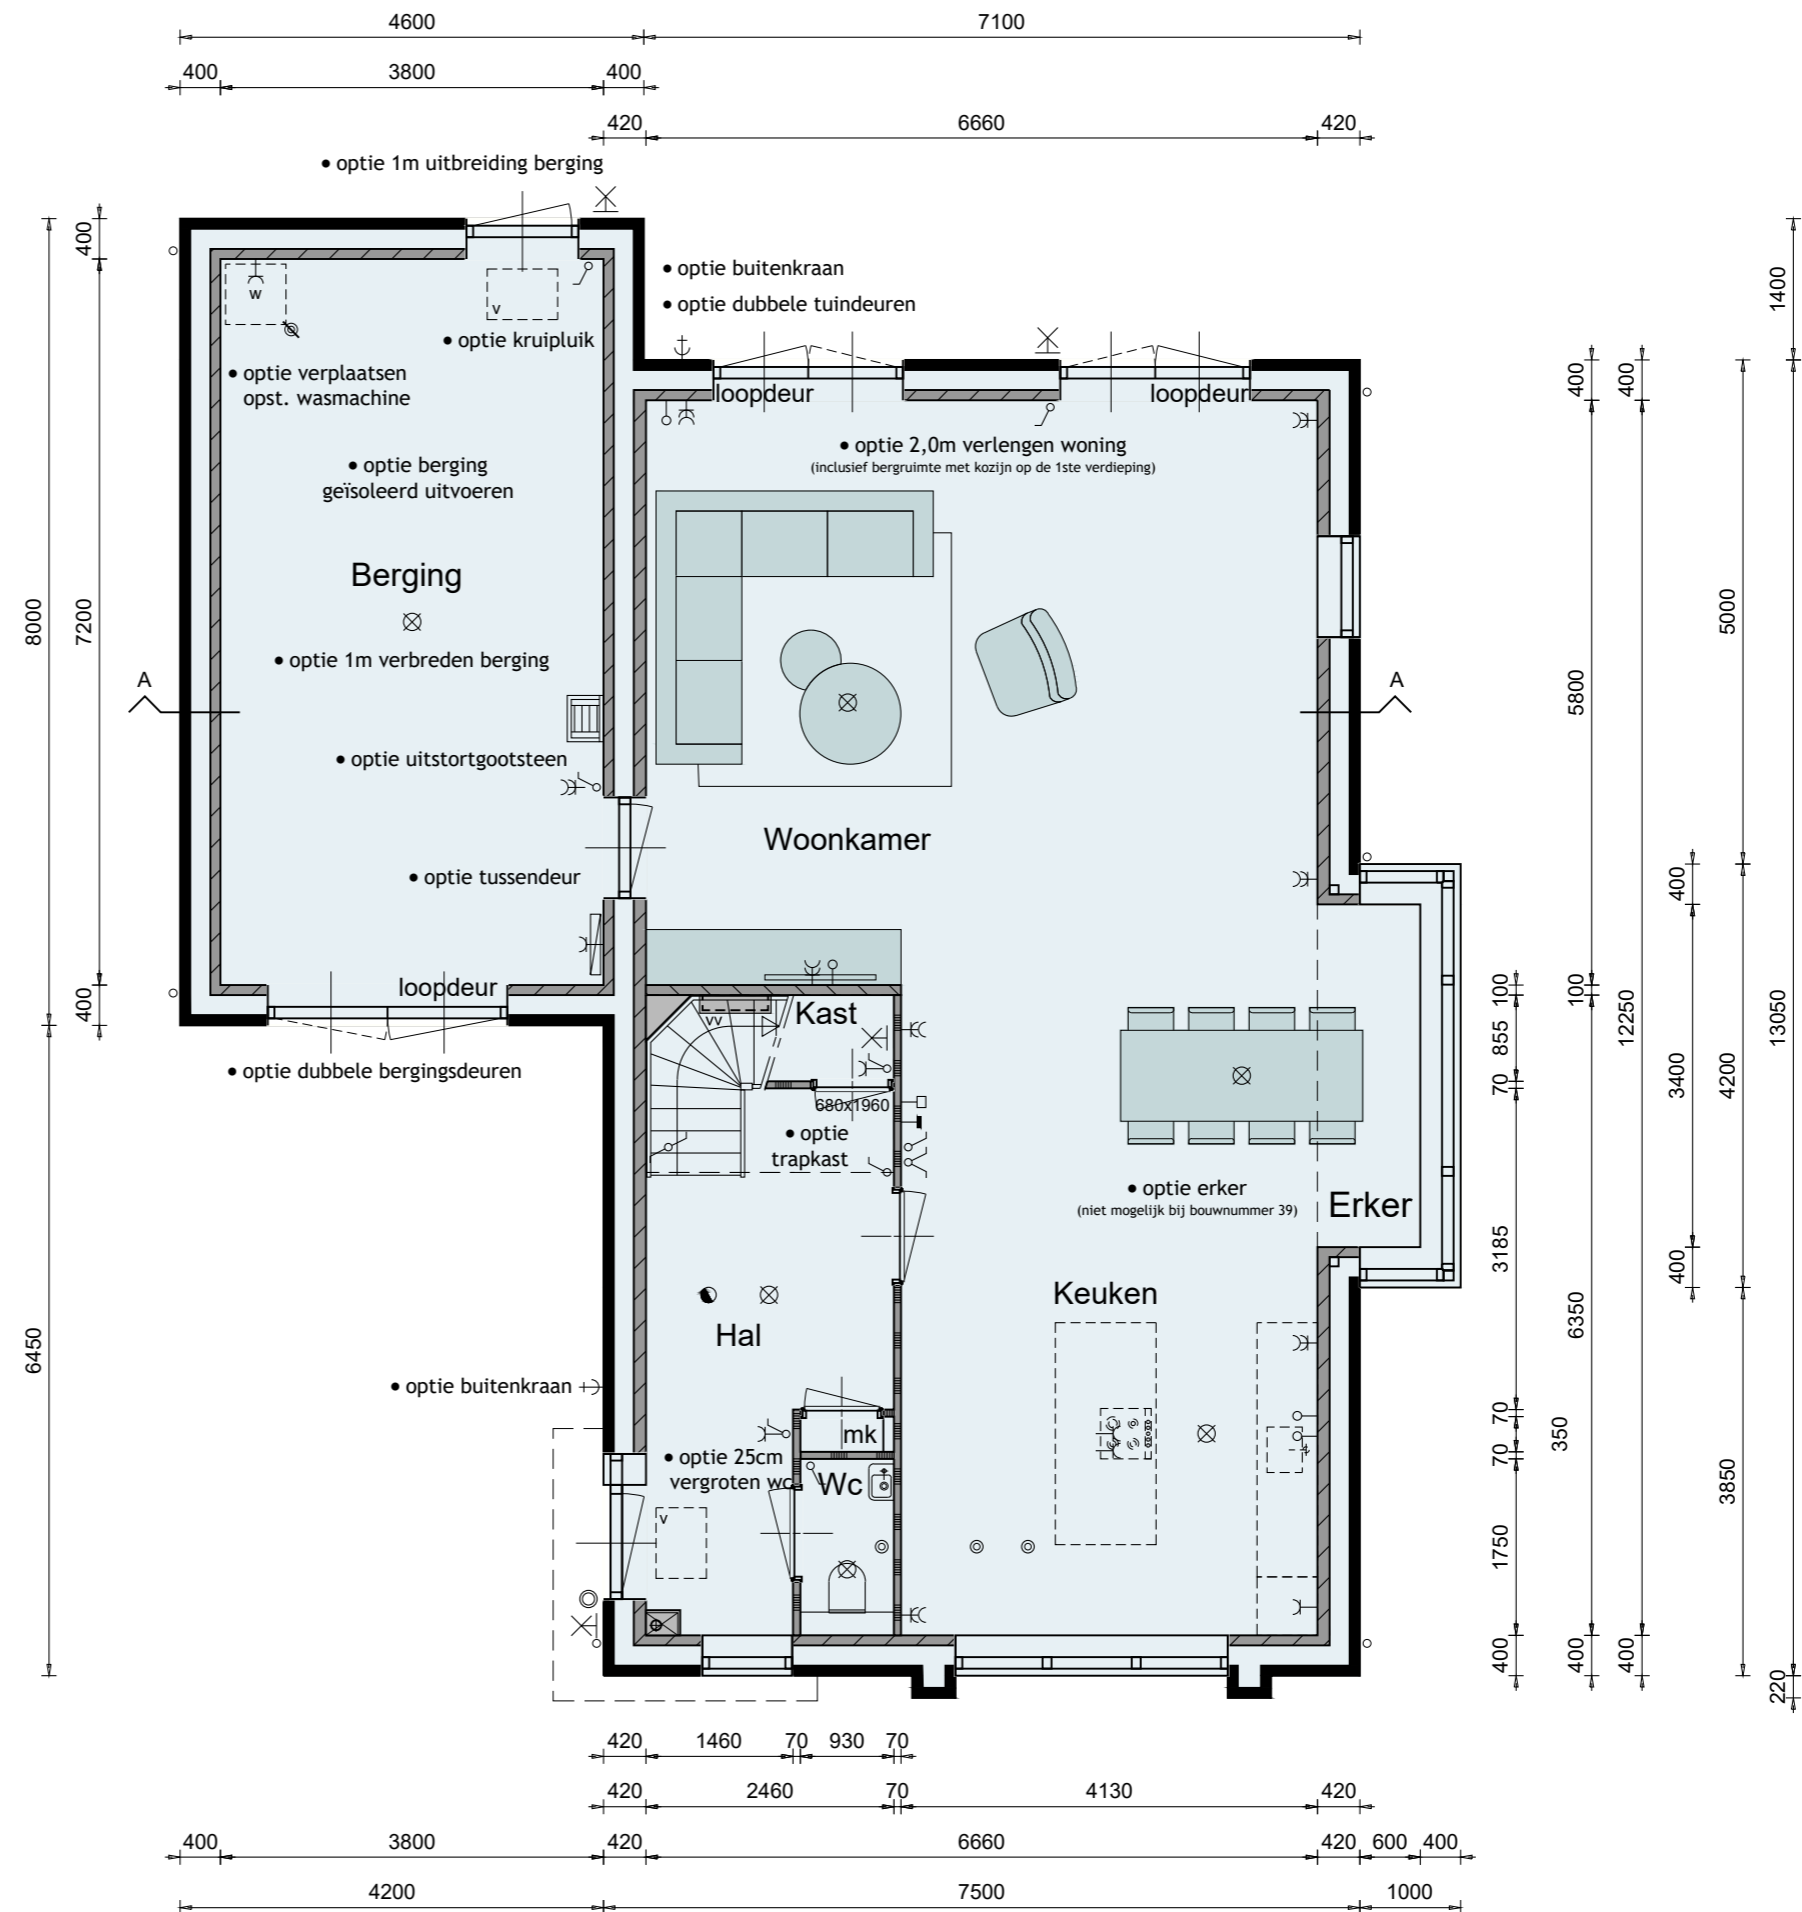 4600 7100
400 3800 400
420 6660 420
• optie 1m uitbreiding berging
• optie buitenkraan
• optie dubbele tuindeuren
400
1400
w
v
• optie kruipluik
• optie verplaatsen
opst. wasmachine
loopdeur
loopdeur
400
400
• optie 2,0m verlengen woning
(inclusief bergruimte met kozijn op de 1ste verdieping)
• optie berging
geïsoleerd uitvoeren
Berging
8000
7200
5000
• optie 1m verbreden berging
A
A
5800
• optie uitstortgootsteen
Woonkamer
• optie tussendeur
400
loopdeur
400
100
100
vv
Kast
12250
13050
855
• optie dubbele bergingsdeuren
70
3400
4200
680x1960
• optie
trapkast
• optie erker
(niet mogelijk bij bouwnummer 39)
Erker
3185
400
Keuken
6350
Hal
6450
• optie buitenkraan
70
mk
350
70
• optie 25cm
vergroten wc
Wc
3850
v
1750
400
400
400
220
420 1460 70 930 70
420 2460 70 4130 420
400 3800 420 6660 420 600 400
4200 7500 1000